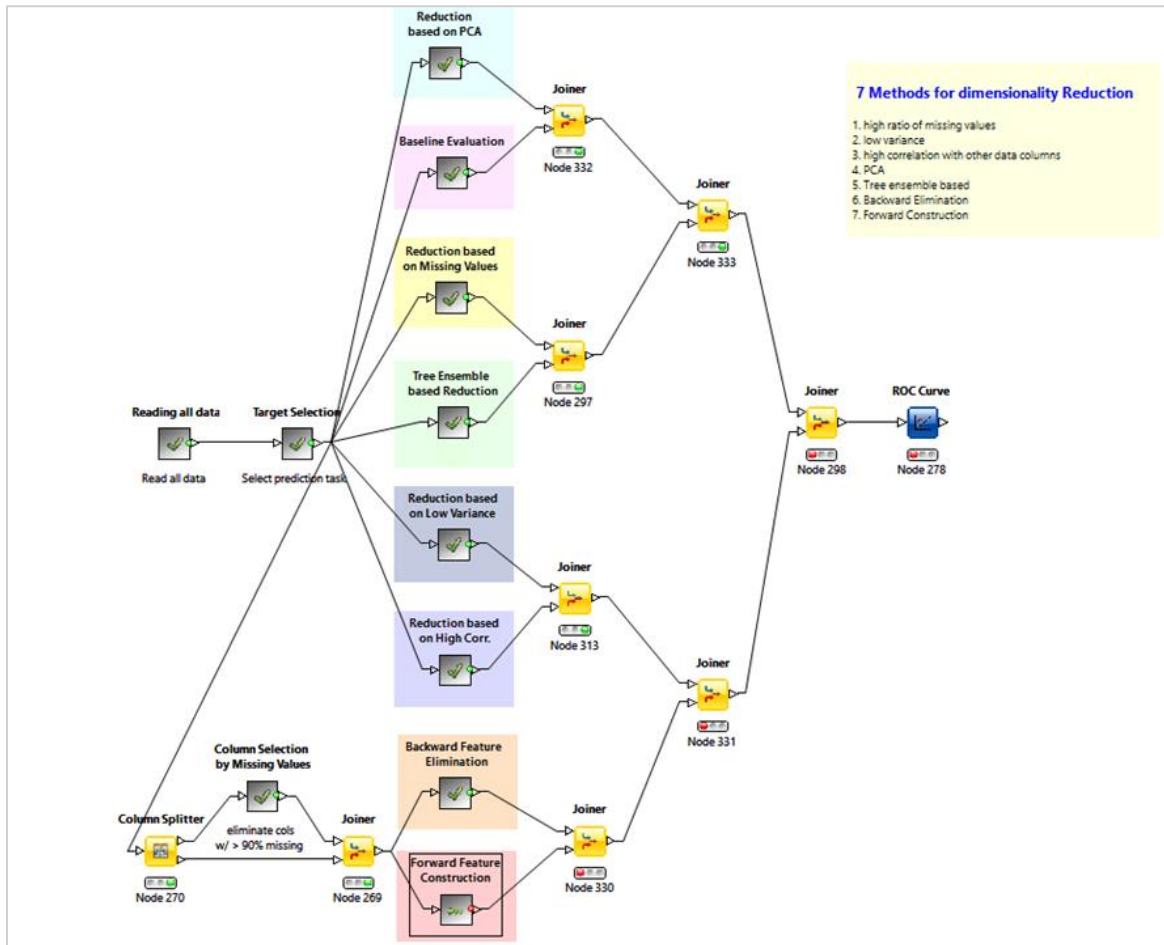 Reduction
based on PCA
Joiner
Node 332
7 Methods for dimensionality Reduction
1. high ratio of missing values
2. low variance
3. high correlation with other data columns
4. PCA
5. Tree ensemble based
6. Backward Elimination
7. Forward Construction
Baseline Evaluation
Joiner
Node 333
Reduction based
on Missing Values
Joiner
Node 297
Tree Ensemble
based Reduction
Reading all data
Read all data
Target Selection
Select prediction task
Joiner
Node 298
ROC Curve
Node 278
Reduction based
on Low Variance
Joiner
Node 313
Reduction based
on High Corr.
Joiner
Node 331
Column Selection
by Missing Values
eliminate cols
w/ > 90% missing
Column Splitter
Node 270
Joiner
Node 269
Backward Feature
Elimination
Joiner
Node 330
Forward Feature
Construction